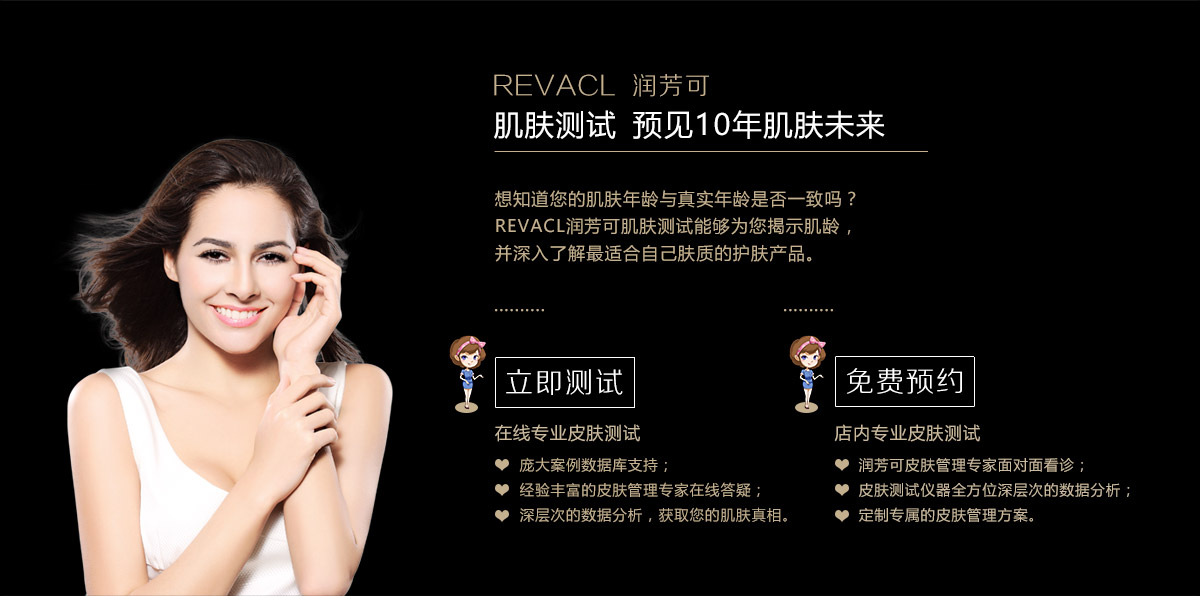 REVACL 润芳可
肌肤测试 预见10年肌肤未来
想知道您的肌肤年龄与真实年龄是否一致吗？
REVACL润芳可肌肤测试能够为您揭示肌龄，
并深入了解最适合自己肤质的护肤产品。
立即测试
在线专业皮肤测试
庞大案例数据库支持；
经验丰富的皮肤管理专家在线答疑；
深层次的数据分析，获取您的肌肤真相。
免费预约
店内专业皮肤测试
润芳可皮肤管理专家面对面看诊；
皮肤测试仪器全方位深层次的数据分析；
定制专属的皮肤管理方案。